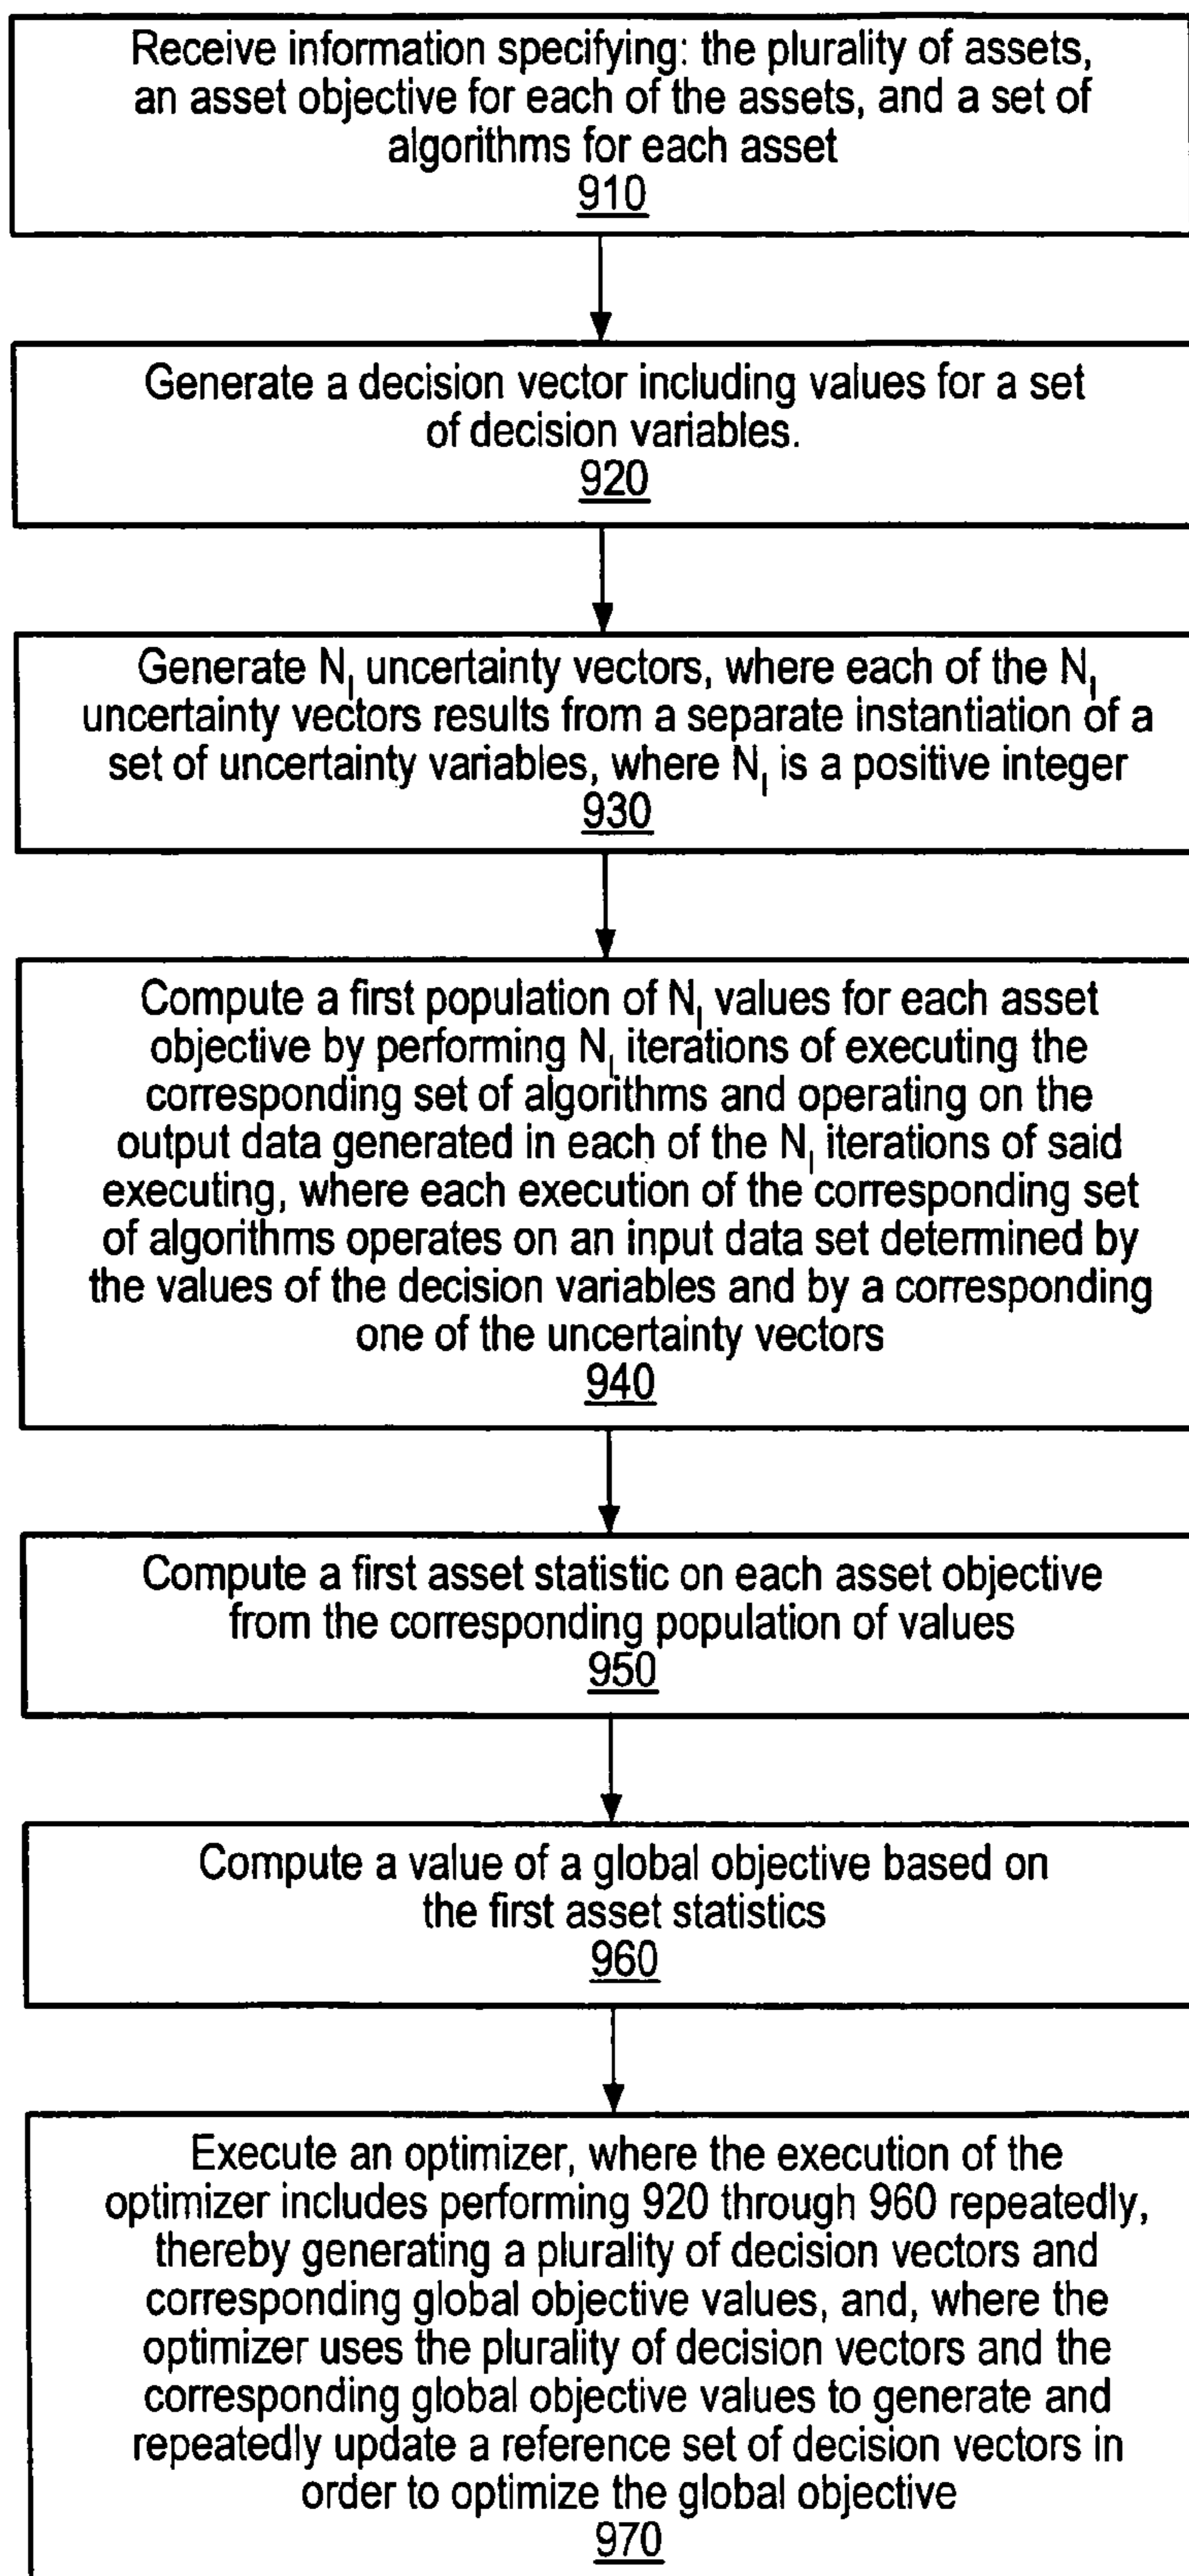 Receive information specifying: the plurality of assets,
an asset objective for each of the assets, and a set of
algorithms for each asset
910
Generate a decision vector including values for a set
of decision variables.
920
Generate N_I uncertainty vectors, where each of the N_I
uncertainty vectors results from a separate instantiation of a
set of uncertainty variables, where N_I is a positive integer
930
Compute a first population of N_I values for each asset
objective by performing N_I iterations of executing the
corresponding set of algorithms and operating on the
output data generated in each of the N_I iterations of said
executing, where each execution of the corresponding set
of algorithms operates on an input data set determined by
the values of the decision variables and by a corresponding
one of the uncertainty vectors
940
Compute a first asset statistic on each asset objective
from the corresponding population of values
950
Compute a value of a global objective based on
the first asset statistics
960
Execute an optimizer, where the execution of the
optimizer includes performing 920 through 960 repeatedly,
thereby generating a plurality of decision vectors and
corresponding global objective values, and, where the
optimizer uses the plurality of decision vectors and the
corresponding global objective values to generate and
repeatedly update a reference set of decision vectors in
order to optimize the global objective
970